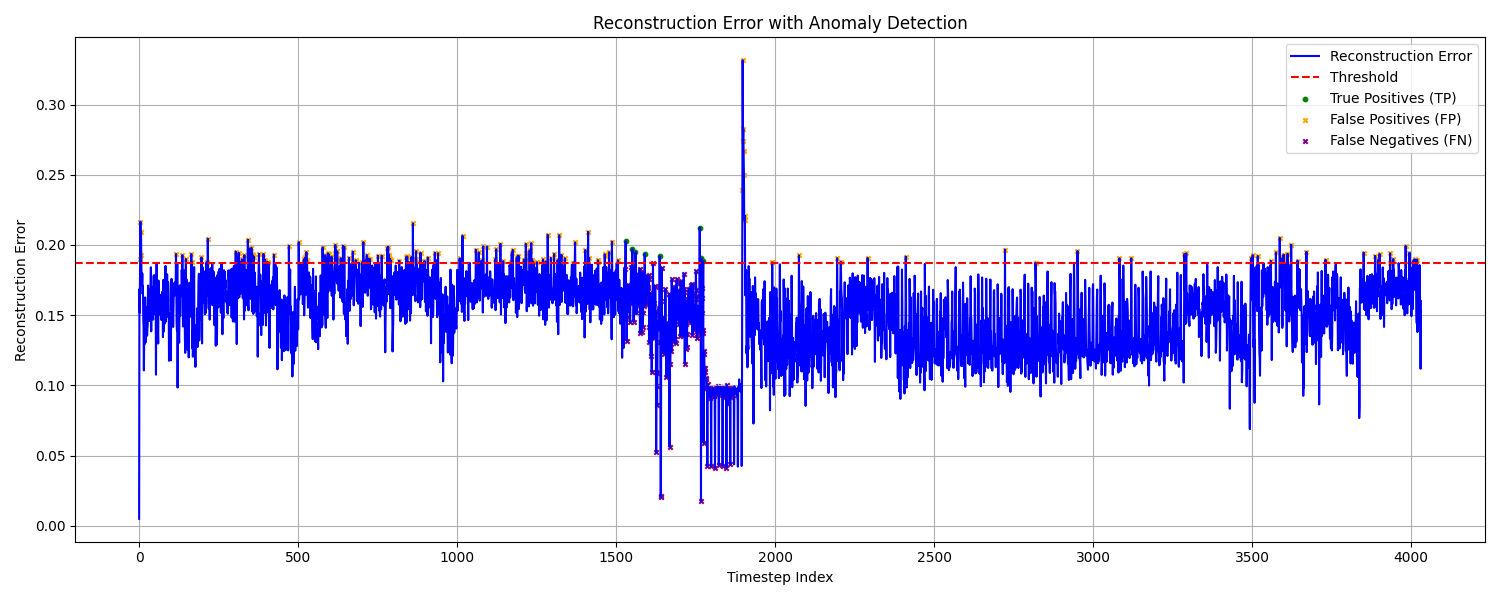 Reconstruction Error with Anomaly Detection
Reconstruction Error
Threshold
True Positives (TP)
False Positives (FP)
False Negatives (FN)
0.30
0.25
0.20
0.15
0.10
0.05
0.00
Reconstruction Error
0 500 1000 1500 2000 2500 3000 3500 4000
Timestep Index